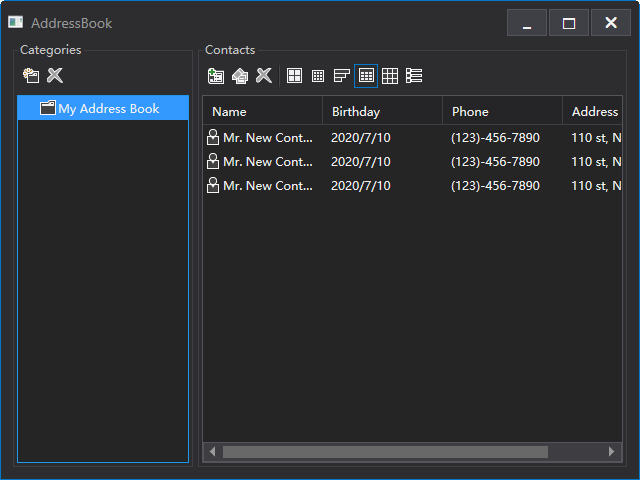 AddressBook
Categories
Contacts
My Address Book
Name Birthday Phone Address
Mr. New Cont... 2020/7/10 (123)-456-7890 110 st, N
Mr. New Cont... 2020/7/10 (123)-456-7890 110 st, N
Mr. New Cont... 2020/7/10 (123)-456-7890 110 st, N